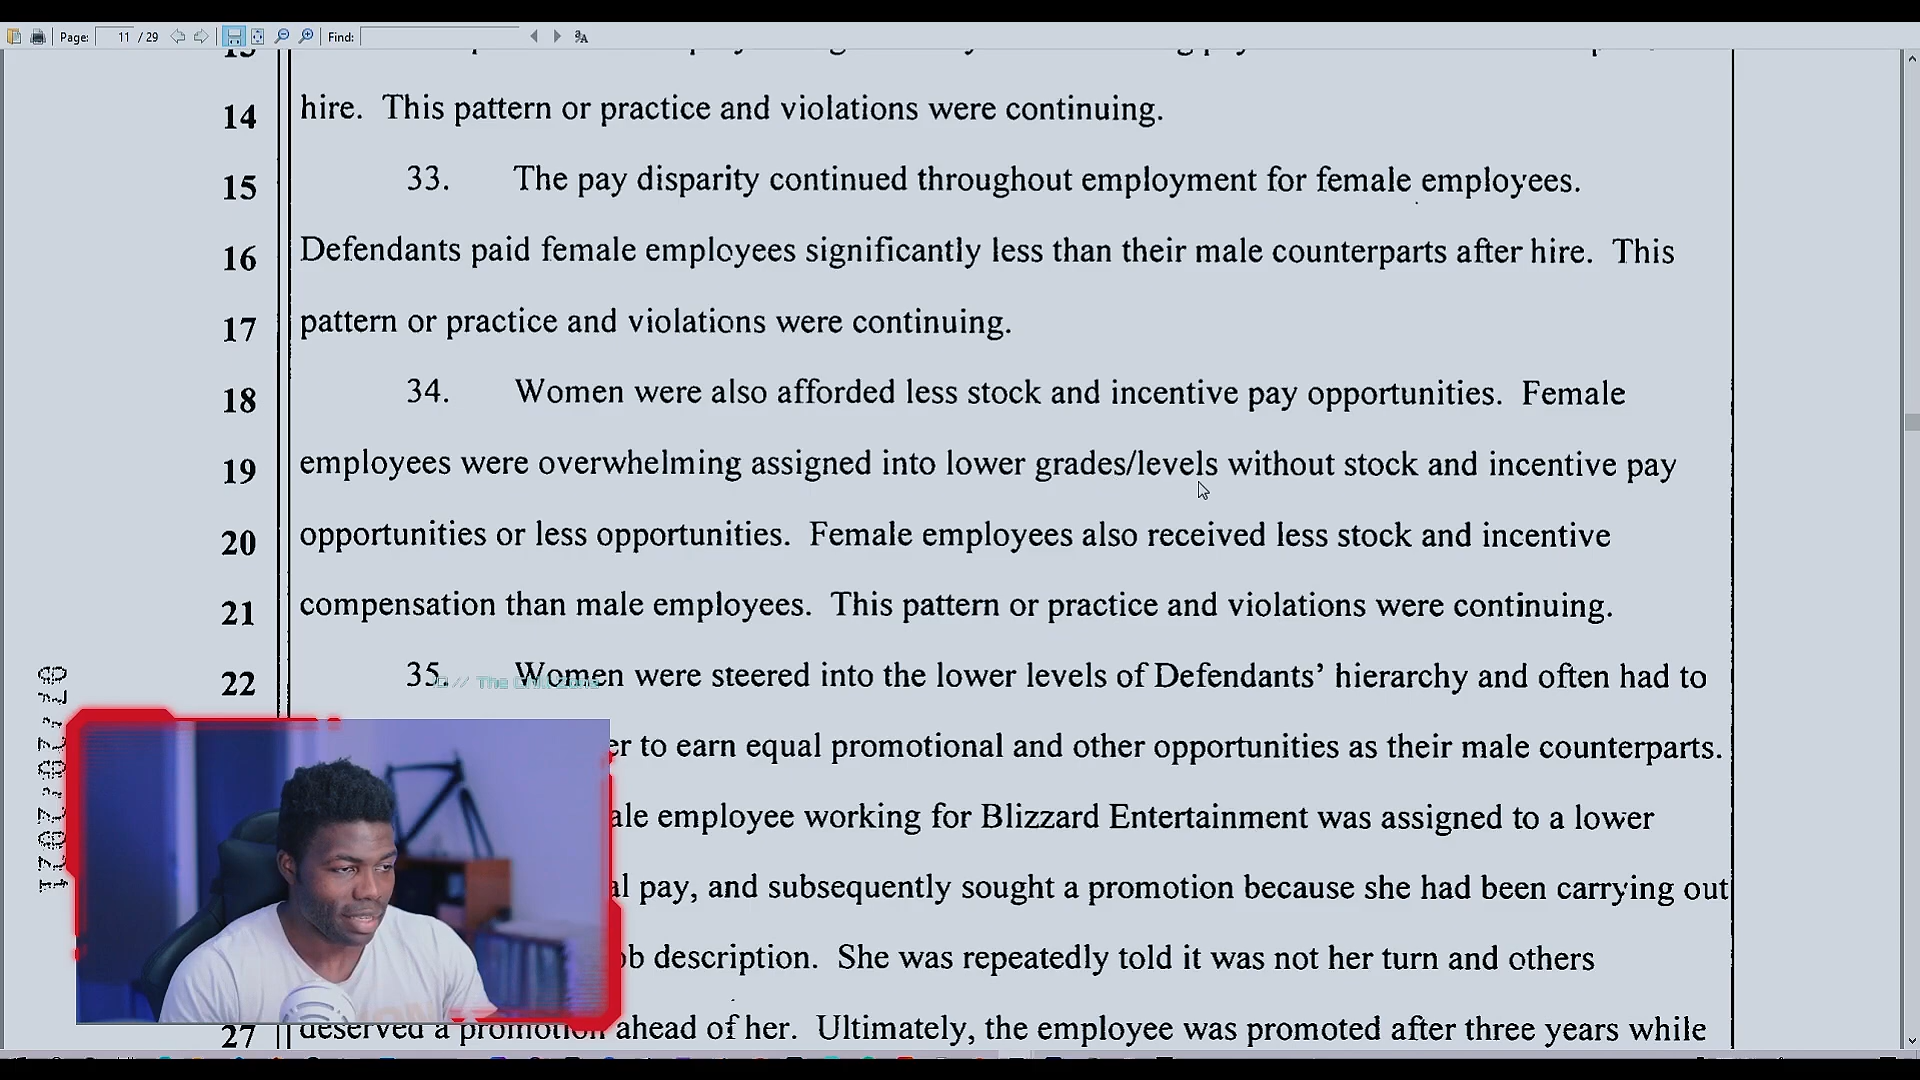 Page: 11 / 29 Find:
14 hire. This pattern or practice and violations were continuing.
15 33. The pay disparity continued throughout employment for female employees.
16 Defendants paid female employees significantly less than their male counterparts after hire. This
17 pattern or practice and violations were continuing.
18 34. Women were also afforded less stock and incentive pay opportunities. Female
19 employees were overwhelming assigned into lower grades/levels without stock and incentive pay
20 opportunities or less opportunities. Female employees also received less stock and incentive
21 compensation than male employees. This pattern or practice and violations were continuing.
22 35. Women were steered into the lower levels of Defendants' hierarchy and often had to
// The Chill Zone
er to earn equal promotional and other opportunities as their male counterparts.
ale employee working for Blizzard Entertainment was assigned to a lower
al pay, and subsequently sought a promotion because she had been carrying out
ob description. She was repeatedly told it was not her turn and others
27 deserved a promotion ahead of her. Ultimately, the employee was promoted after three years while
07/20/2021